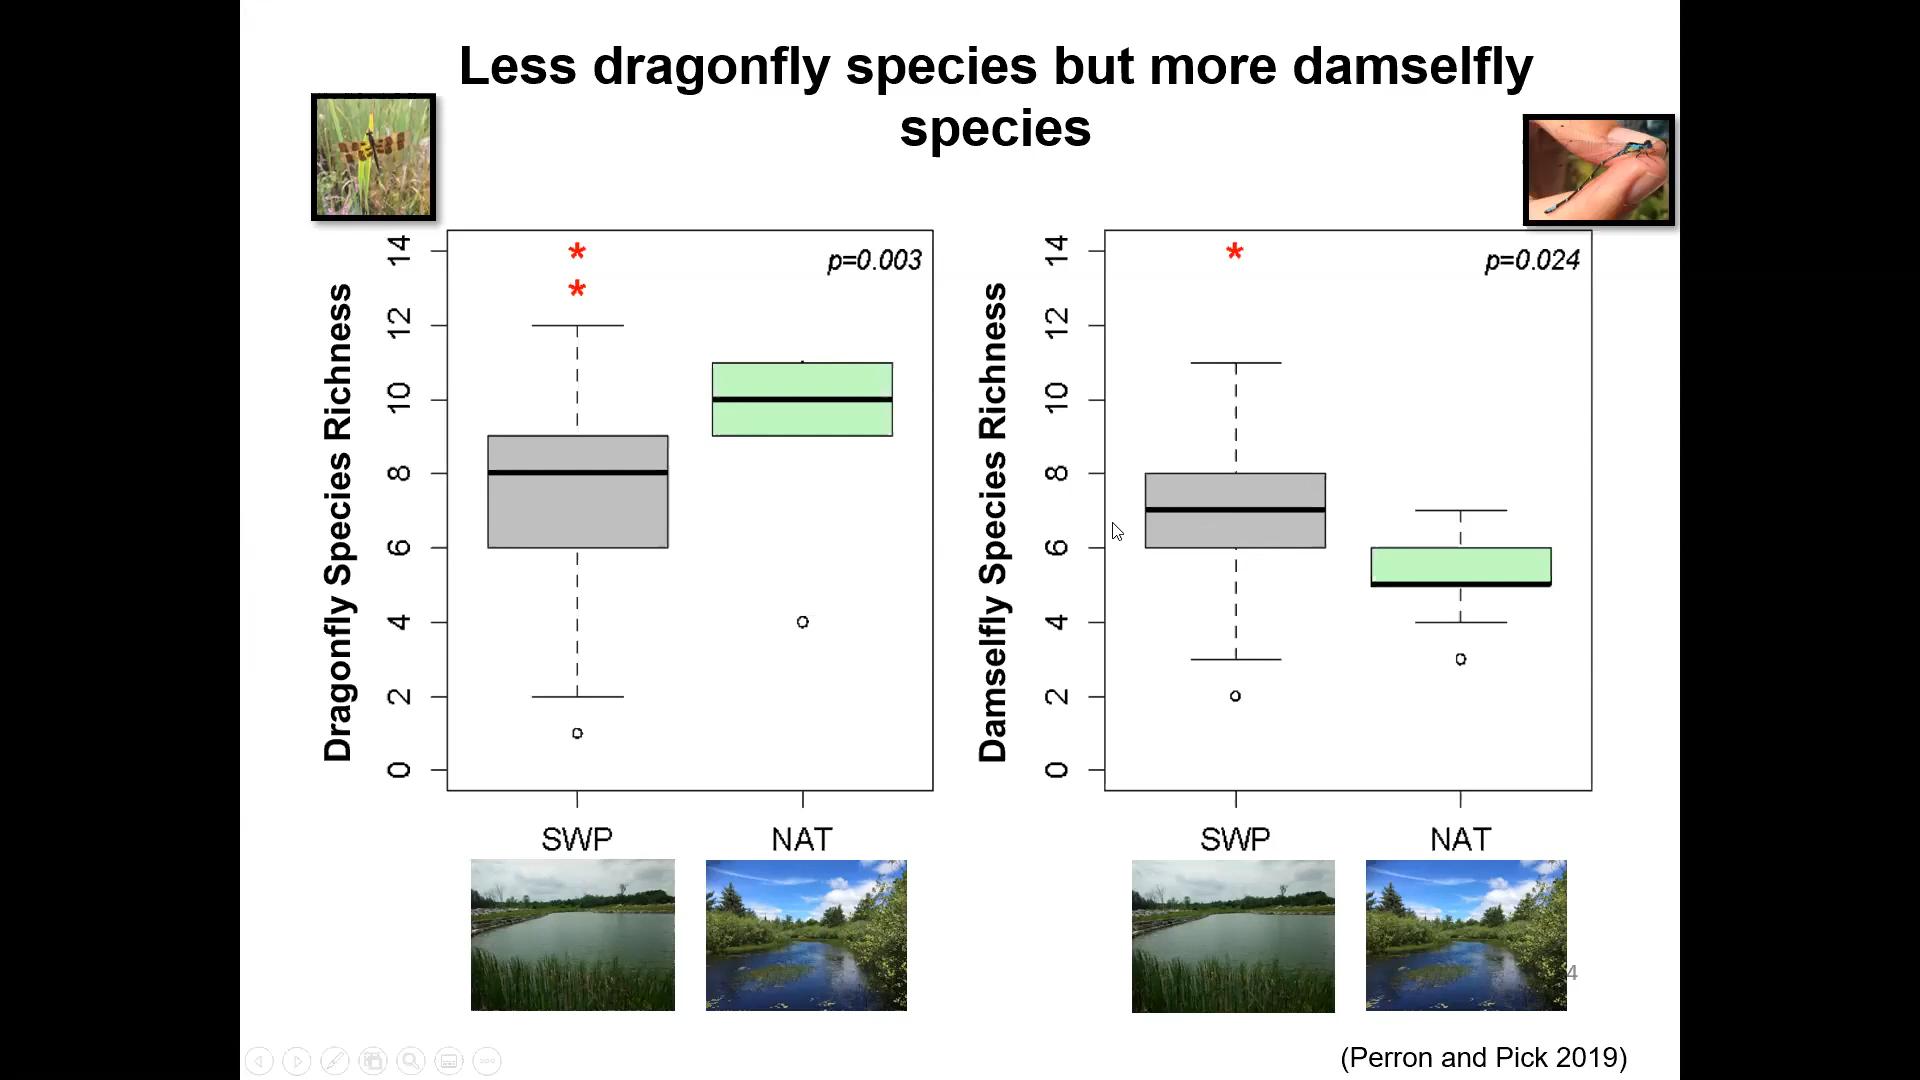 Less dragonfly species but more damselfly
species
Dragonfly Species Richness
14
12
10
8
6
4
2
0
*
*
p=0.003
SWP
NAT
Damselfly Species Richness
14
12
10
8
6
4
2
0
*
p=0.024
SWP
NAT
4
(Perron and Pick 2019)